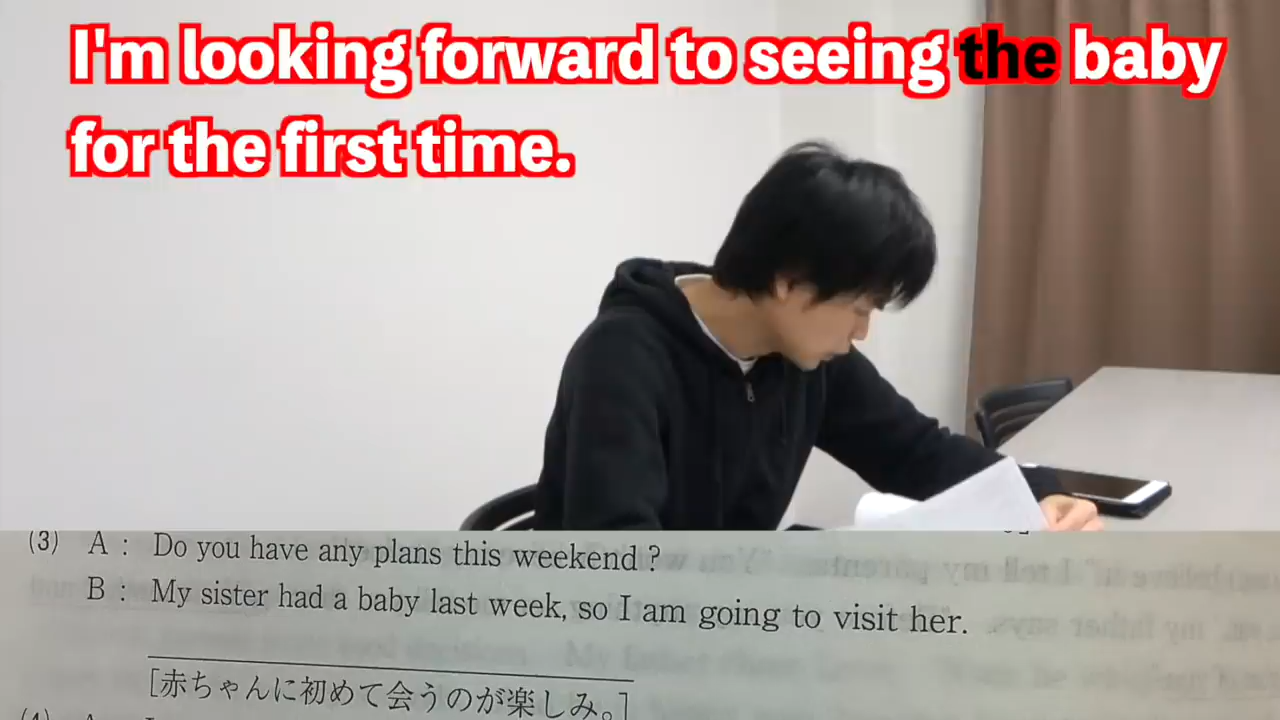 I'm looking forward to seeing the baby
for the first time.
(3) A : Do you have any plans this weekend?
B : My sister had a baby last week, so I am going to visit her.
[赤ちゃんに初めて会うのが楽しみ。]
(4) A